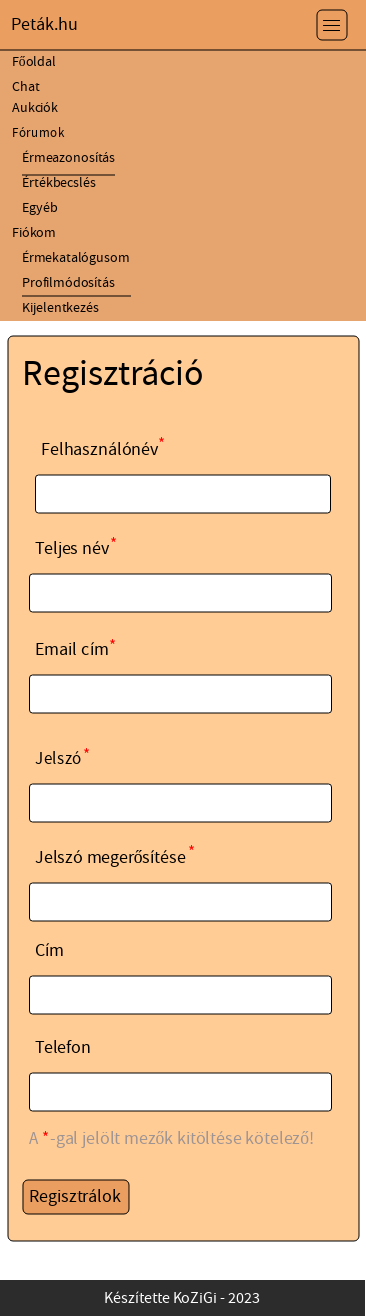 Peták.hu
Főoldal
Chat
Aukciók
Fórumok
Érmeazonosítás
Értékbecslés
Egyéb
Fiókom
Érmekatalógusom
Profilmódosítás
Kijelentkezés
Regisztráció
Felhasználónév*
Teljes név*
Email cím*
Jelszó*
Jelszó megerősítése*
Cím
Telefon
A *-gal jelölt mezők kitöltése kötelező!
Regisztrálok
Készítette KoZiGi - 2023